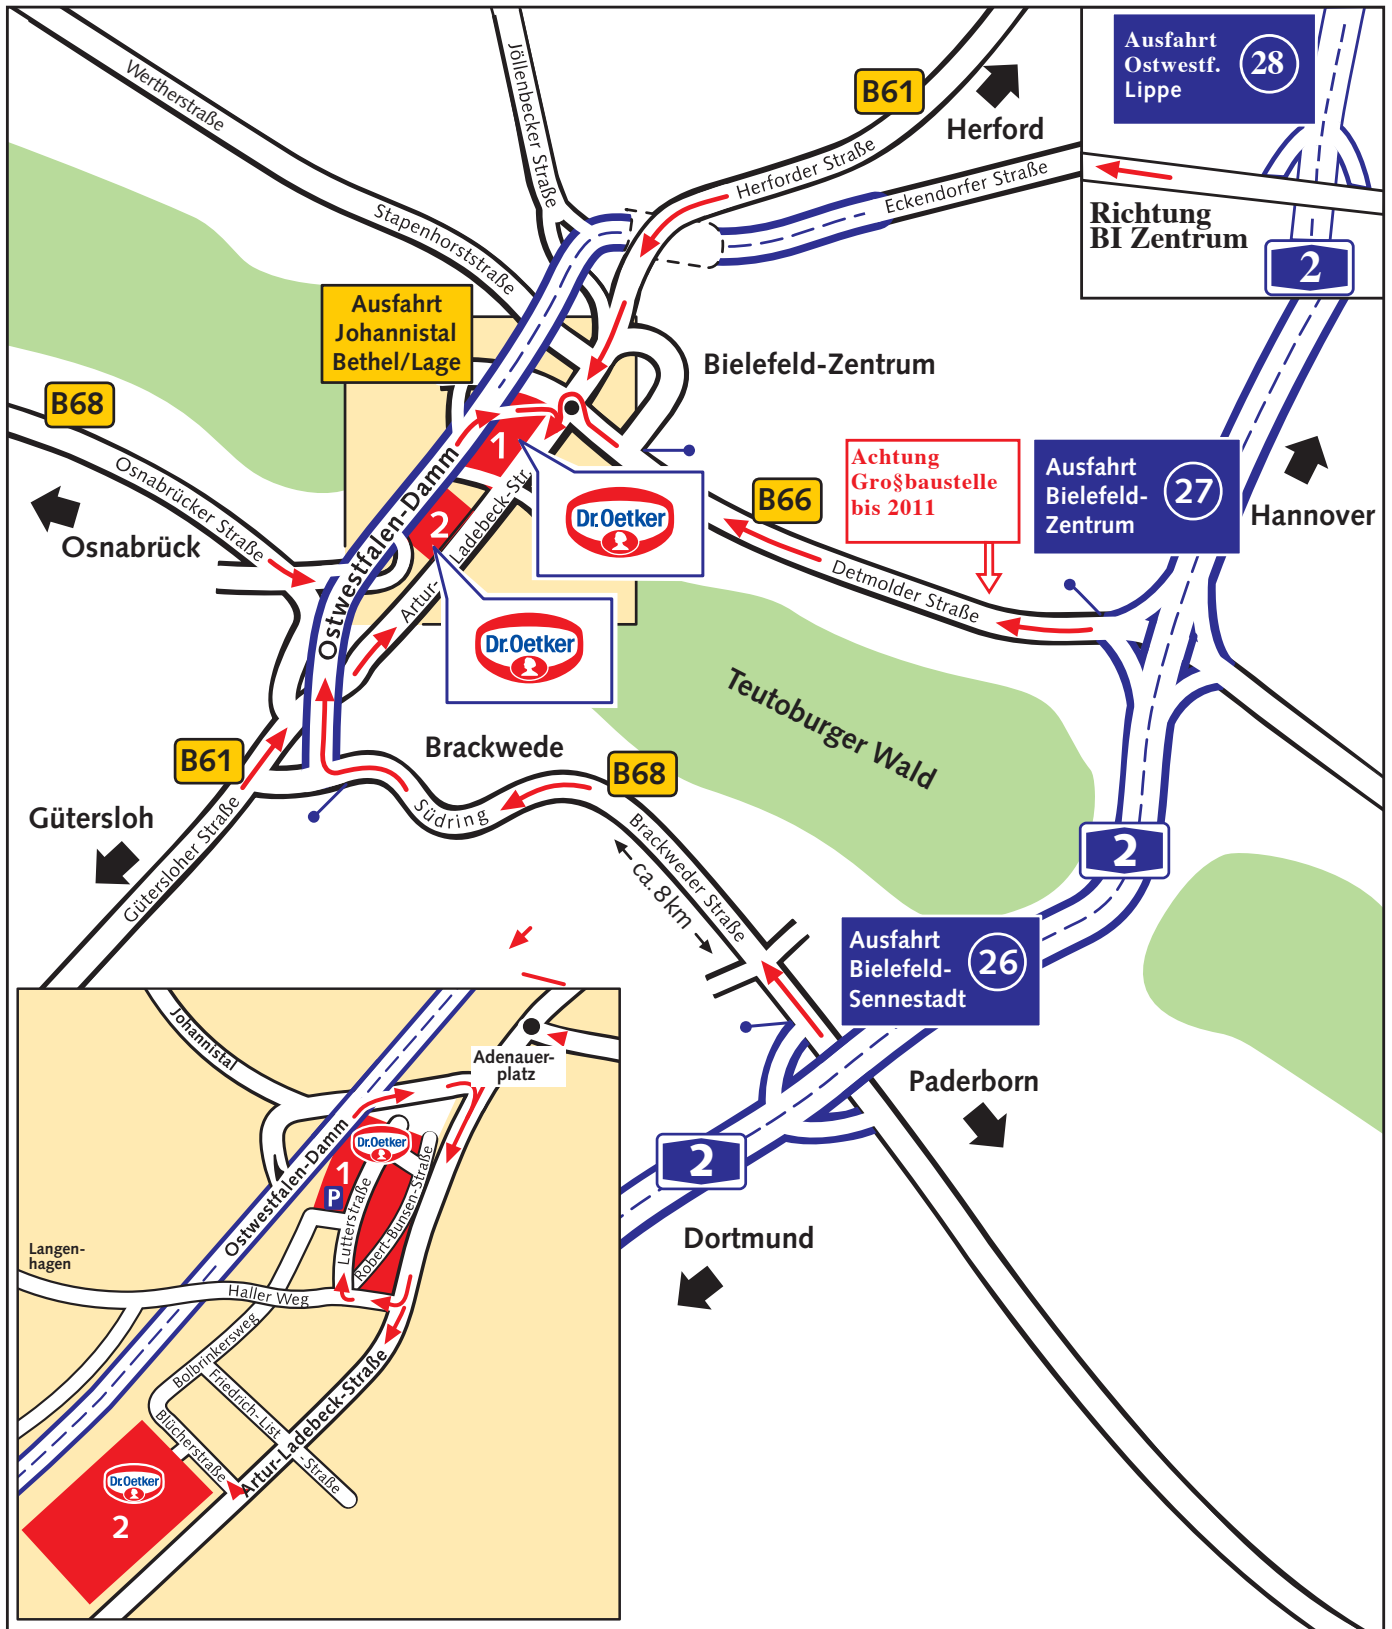 Wertherstraße
Jöllenbecker Straße
B61
Herford
Herforder Straße
Eckendorfer Straße
Ausfahrt
Ostwestf.
Lippe
28
Richtung
BI Zentrum
2
Stapenhorststraße
Ausfahrt
Johannistal
Bethel/Lage
Bielefeld-Zentrum
B68
Osnabrücker Straße
Osnabrück
Ostwestfalen-Damm
1
2
Artur-
Ladebeck-Str.
Dr.Oetker
Dr.Oetker
B66
Achtung
Gro§baustelle
bis 2011
Detmolder Straße
Ausfahrt
Bielefeld-
Zentrum
27
Hannover
Teutoburger Wald
B61
Brackwede
B68
Gütersloh
Gütersloher Straße
Südring
Brackweder Straße
ca. 8 km
2
Ausfahrt
Bielefeld-
Sennestadt
26
Paderborn
2
Dortmund
Johannistal
Adenauer-
platz
Ostwestfalen-Damm
Dr.Oetker
1
P
Lutterstraße
Robert-Bunsen-Straße
Langen-
hagen
Haller Weg
Bolbrinkersweg
Friedrich-List-Straße
Blücherstraße
Artur-Ladebeck-Straße
Dr.Oetker
2